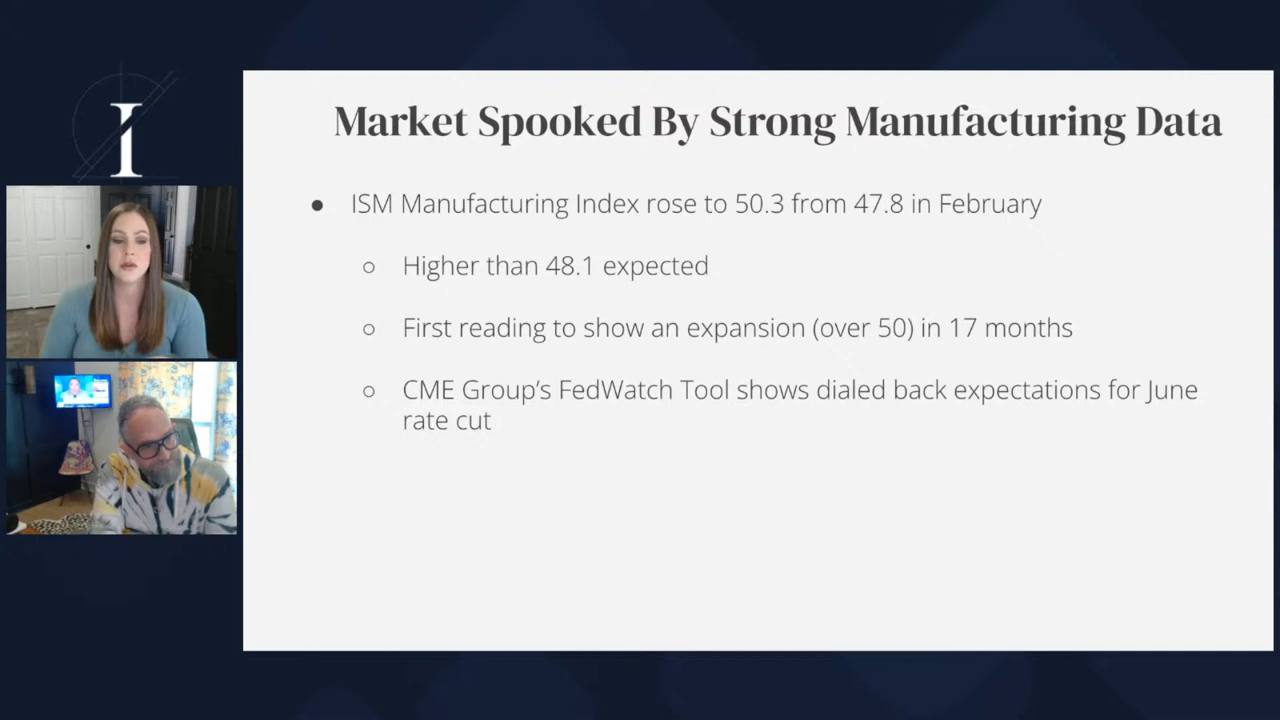 I
Market Spooked By Strong Manufacturing Data
● ISM Manufacturing Index rose to 50.3 from 47.8 in February
○ Higher than 48.1 expected
○ First reading to show an expansion (over 50) in 17 months
○ CME Group's FedWatch Tool shows dialed back expectations for June
rate cut